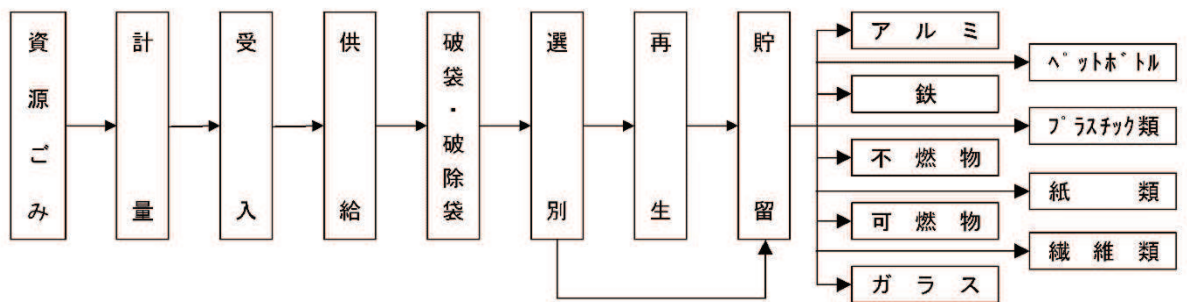 資源ごみ
計量
受入
供給
破袋・破除袋
選別
再生
貯留
アルミ
ペットボトル
鉄
プラスチック類
不燃物
紙類
可燃物
繊維類
ガラス